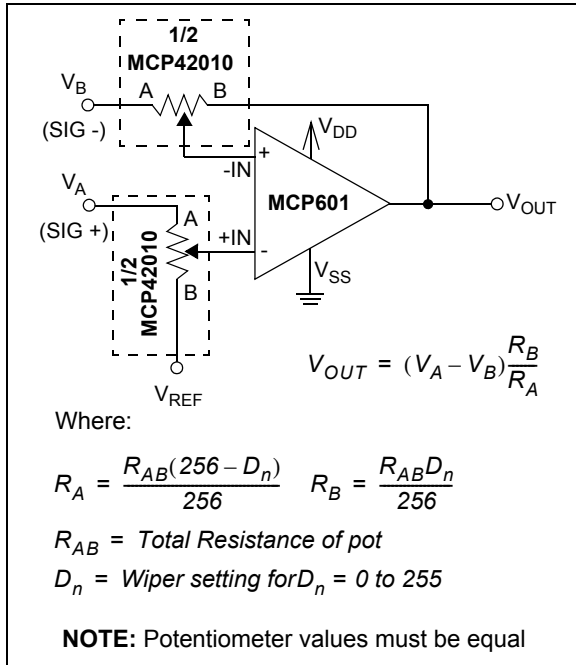 1/2
MCP42010
V_B
A B
(SIG -)
V_DD
+
-IN
V_A
MCP601
V_OUT
(SIG +)
A
+IN
-
1/2
MCP42010
B
V_SS
V_REF
V_OUT = (V_A – V_B) R_B/R_A
Where:
R_A = R_AB(256 – D_n)/256 R_B = R_AB D_n/256
R_AB = Total Resistance of pot
D_n = Wiper setting forD_n = 0 to 255
NOTE: Potentiometer values must be equal